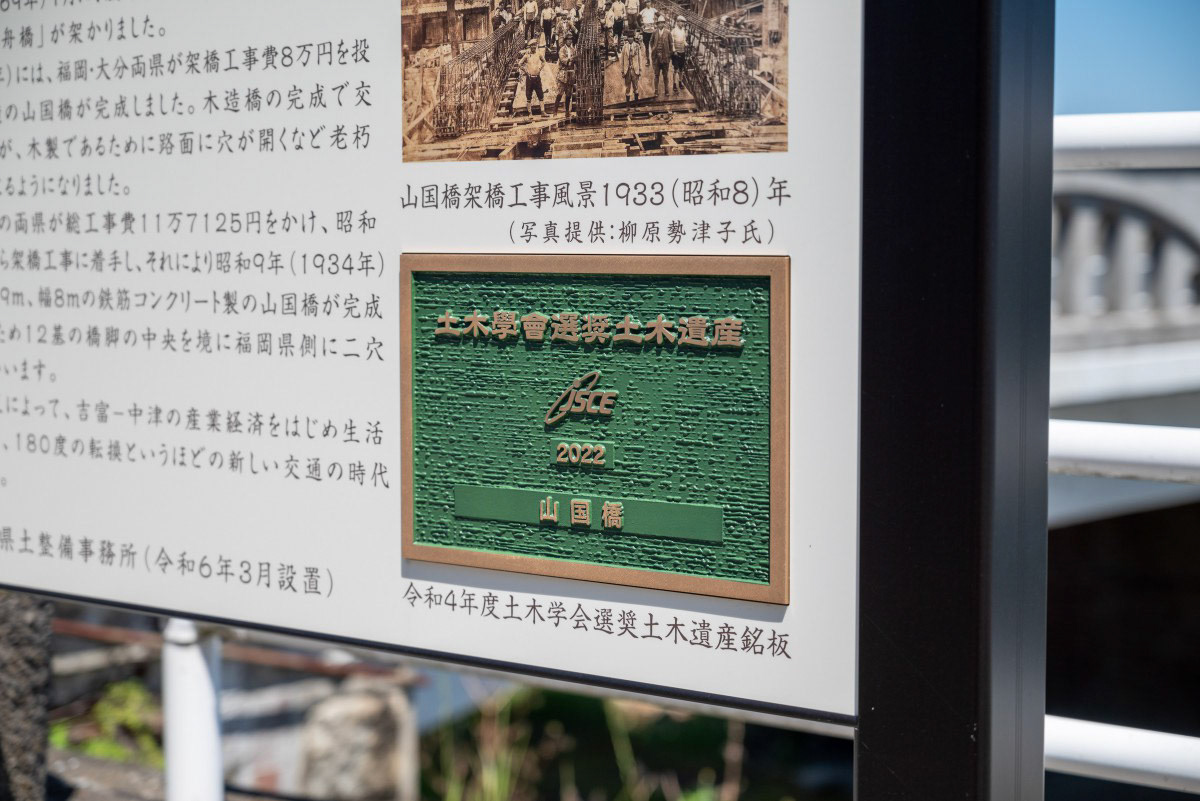 舟橋」が架かりました。
には、福岡・大分両県が架橋工事費8万円を投
の山国橋が完成しました。木造橋の完成で交
が、木製であるために路面に穴が開くなど老朽
るようになりました。
の両県が総工事費11万7125円をかけ、昭和
ら架橋工事に着手し、それにより昭和9年(1934年)
9m、幅8mの鉄筋コンクリート製の山国橋が完成
ため12基の橋脚の中央を境に福岡県側に二穴
います。
によって、吉富－中津の産業経済をはじめ生活
、180度の転換というほどの新しい交通の時代
。
県土整備事務所(令和6年3月設置)
山国橋架橋工事風景1933(昭和8)年
(写真提供:柳原勢津子氏)
土木學會選奨土木遺産
JSCE
2022
山国橋
令和4年度土木学会選奨土木遺産銘板